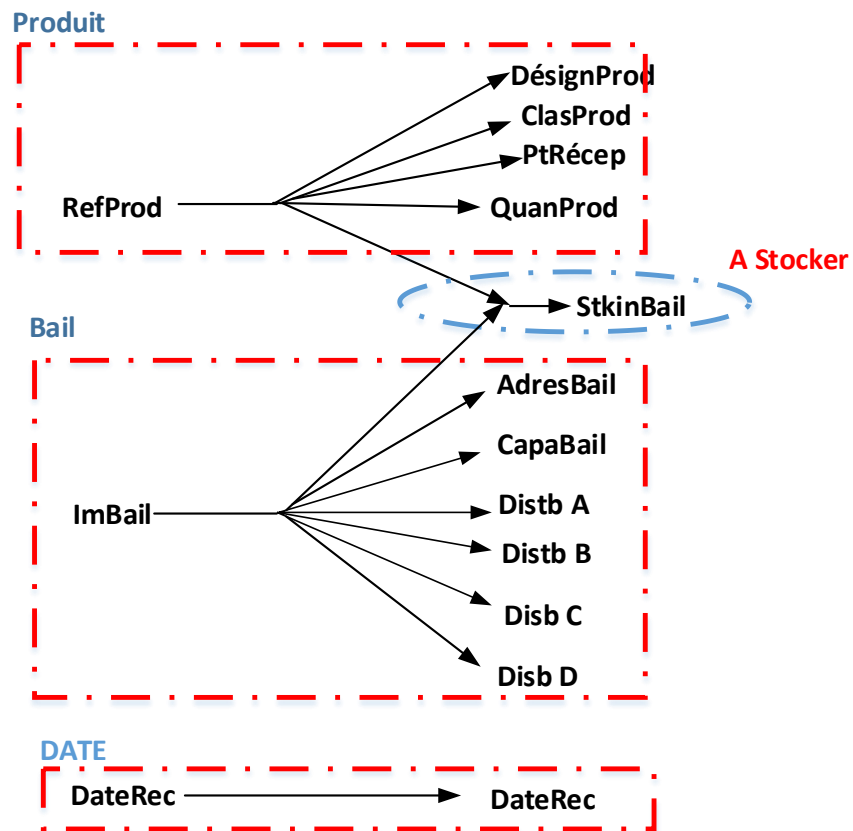 Produit
DésignProd
ClasProd
PtRécep
RefProd
QuanProd
A Stocker
StkinBail
Bail
AdresBail
CapaBail
ImBail
Distb A
Distb B
Disb C
Disb D
DATE
DateRec
DateRec